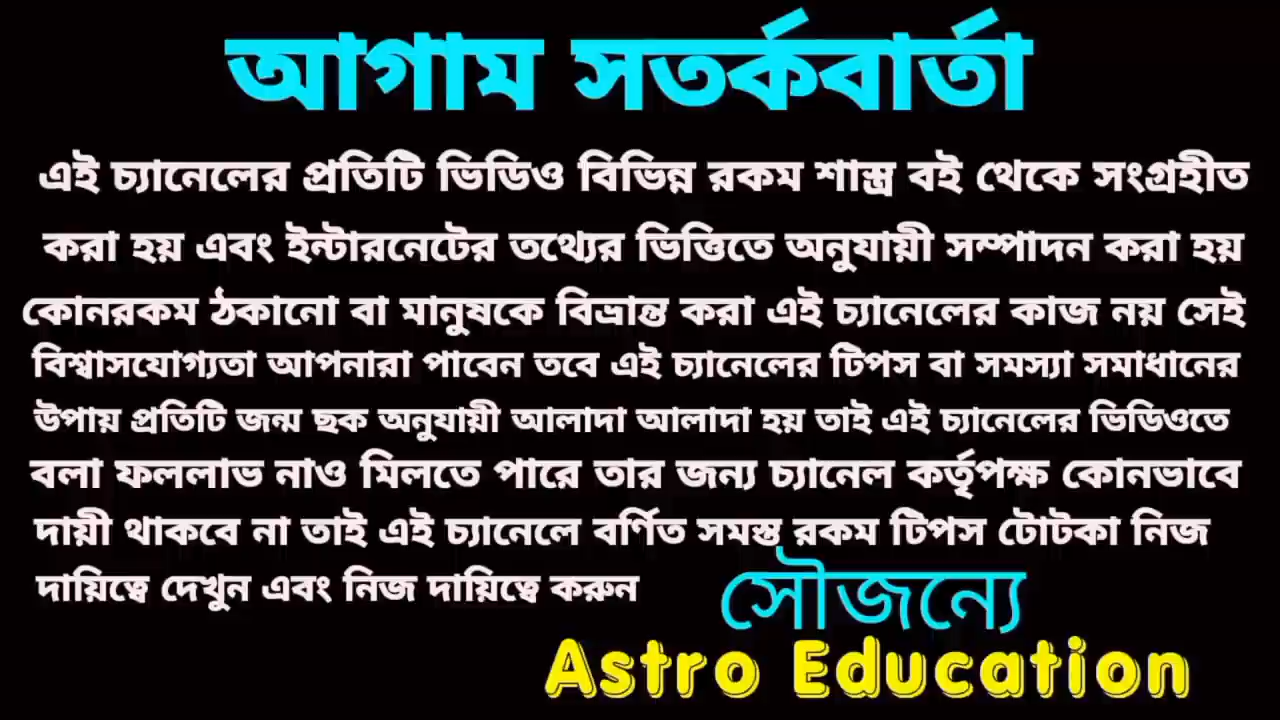 আগাম সতর্কবার্তা
এই চ্যানেলের প্রতিটি ভিডিও বিভিন্ন রকম শাস্ত্র বই থেকে সংগ্রহীত
করা হয় এবং ইন্টারনেটের তথ্যের ভিত্তিতে অনুযায়ী সম্পাদন করা হয়
কোনরকম ঠকানো বা মানুষকে বিভ্রান্ত করা এই চ্যানেলের কাজ নয় সেই
বিশ্বাসযোগ্যতা আপনারা পাবেন তবে এই চ্যানেলের টিপস বা সমস্যা সমাধানের
উপায় প্রতিটি জন্ম ছক অনুযায়ী আলাদা আলাদা হয় তাই এই চ্যানেলের ভিডিওতে
বলা ফললাভ নাও মিলতে পারে তার জন্য চ্যানেল কর্তৃপক্ষ কোনভাবে
দায়ী থাকবে না তাই এই চ্যানেলে বর্ণিত সমস্ত রকম টিপস টোটকা নিজ
দায়িত্বে দেখুন এবং নিজ দায়িত্বে করুন
সৌজন্যে
Astro Education